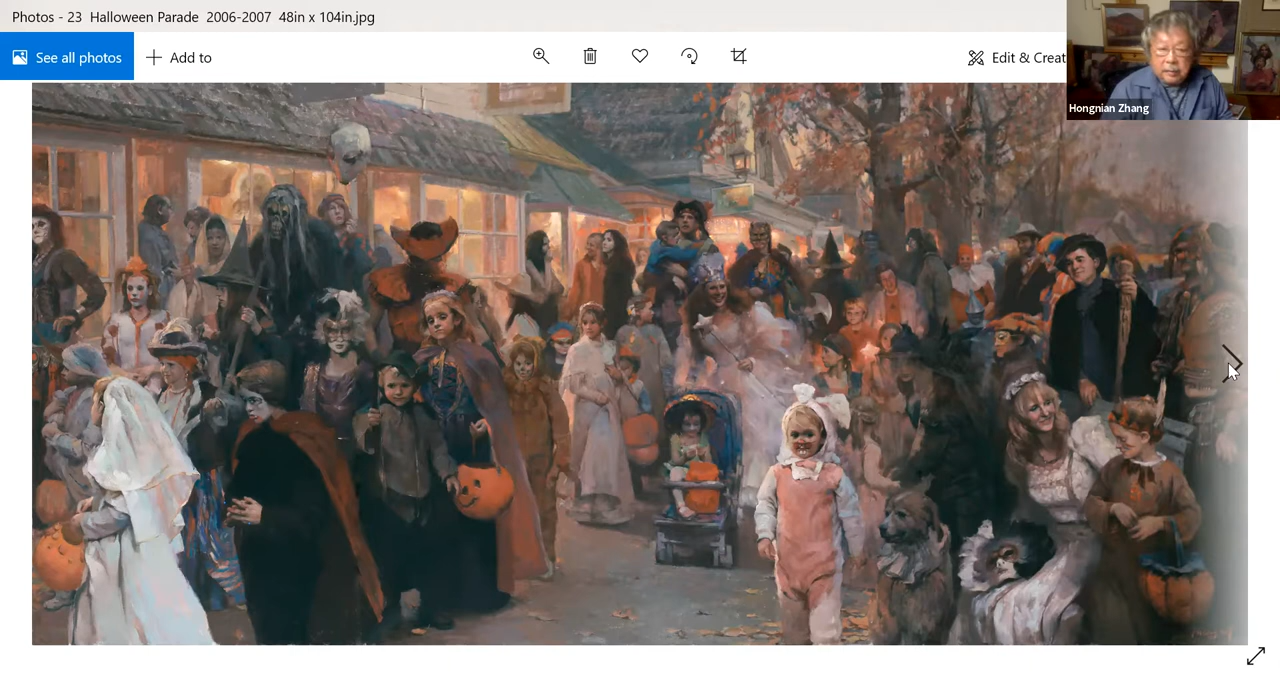 Photos - 23  Halloween Parade  2006-2007  48in x 104in.jpg
See all photos
Add to
Edit & Creat
Hongnian Zhang